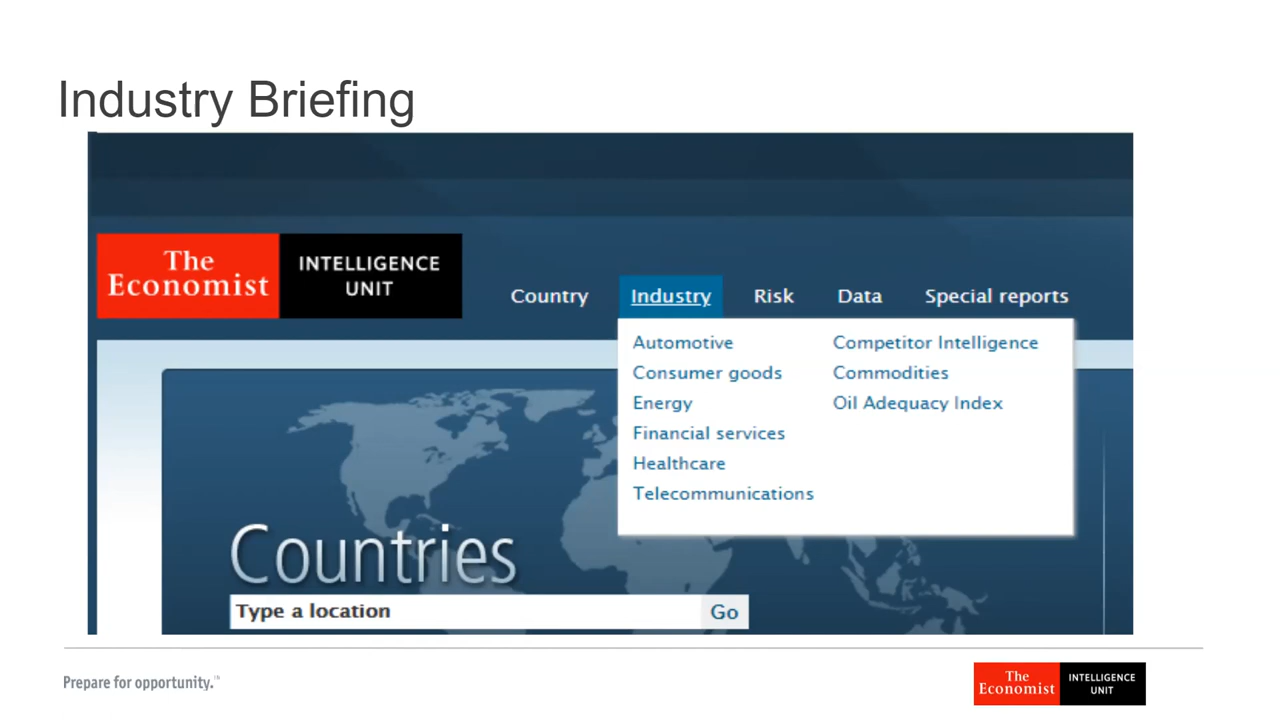 Industry Briefing
The
Economist
INTELLIGENCE
UNIT
Country Industry Risk Data Special reports
Automotive
Consumer goods
Energy
Financial services
Healthcare
Telecommunications
Competitor Intelligence
Commodities
Oil Adequacy Index
Countries
Type a location Go
Prepare for opportunity.™
The
Economist
INTELLIGENCE
UNIT